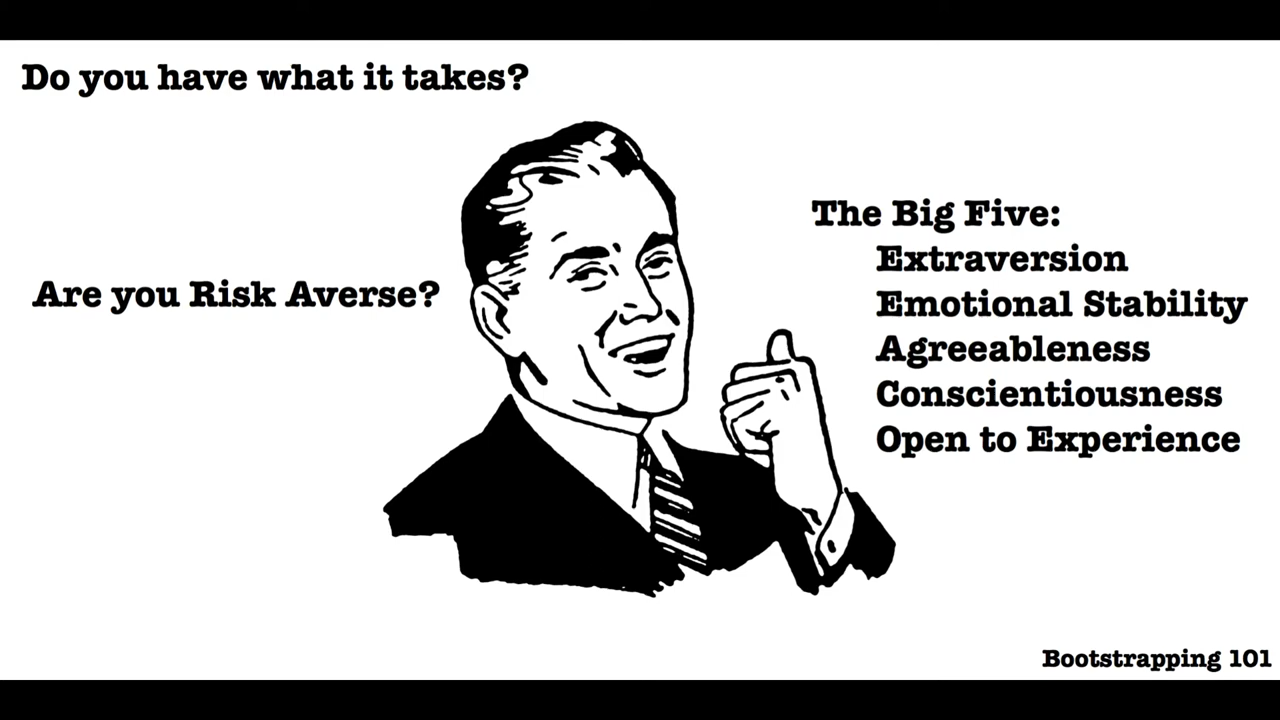 Do you have what it takes?
Are you Risk Averse?
The Big Five:
Extraversion
Emotional Stability
Agreeableness
Conscientiousness
Open to Experience
Bootstrapping 101